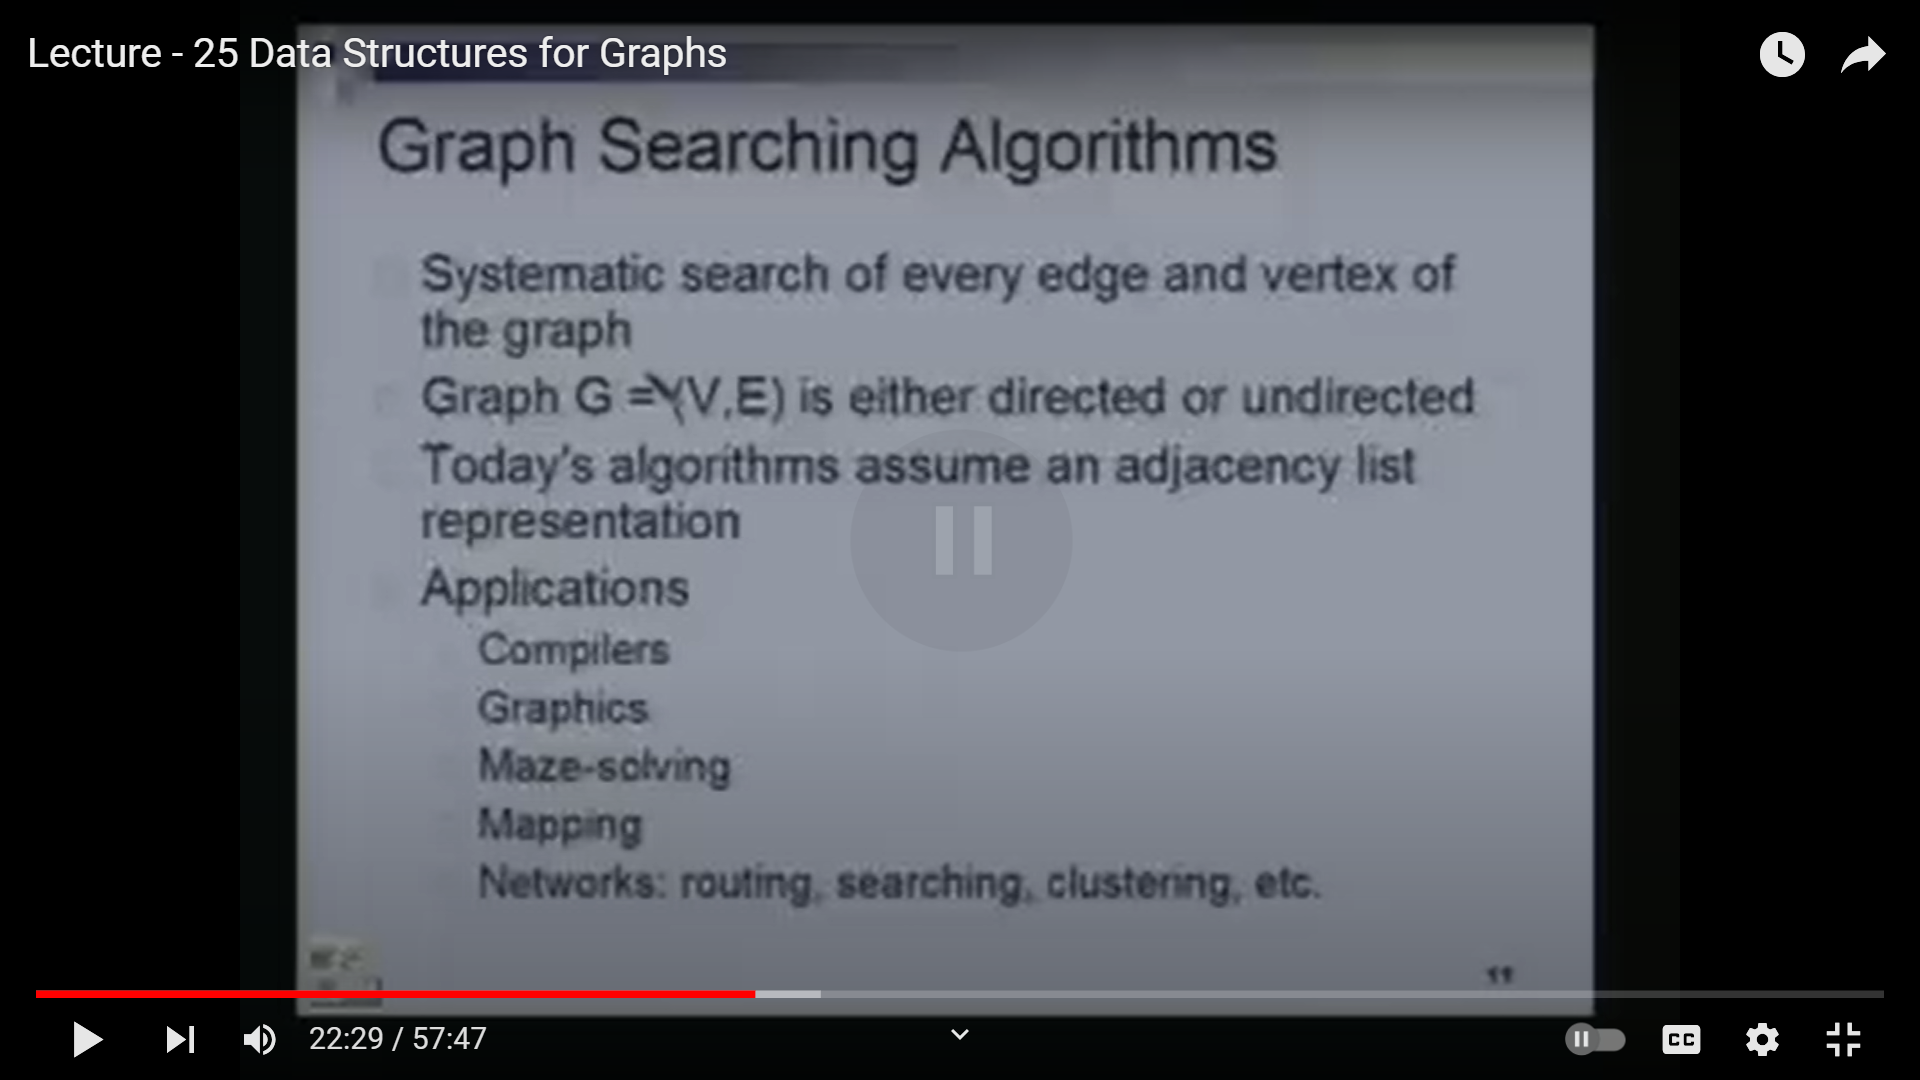 Lecture - 25 Data Structures for Graphs
Graph Searching Algorithms
Systematic search of every edge and vertex of
the graph
Graph G = (V,E) is either directed or undirected
Today's algorithms assume an adjacency list
representation
Applications
Compilers
Graphics
Maze-solving
Mapping
Networks: routing, searching, clustering, etc.
11
22:29 / 57:47
CC